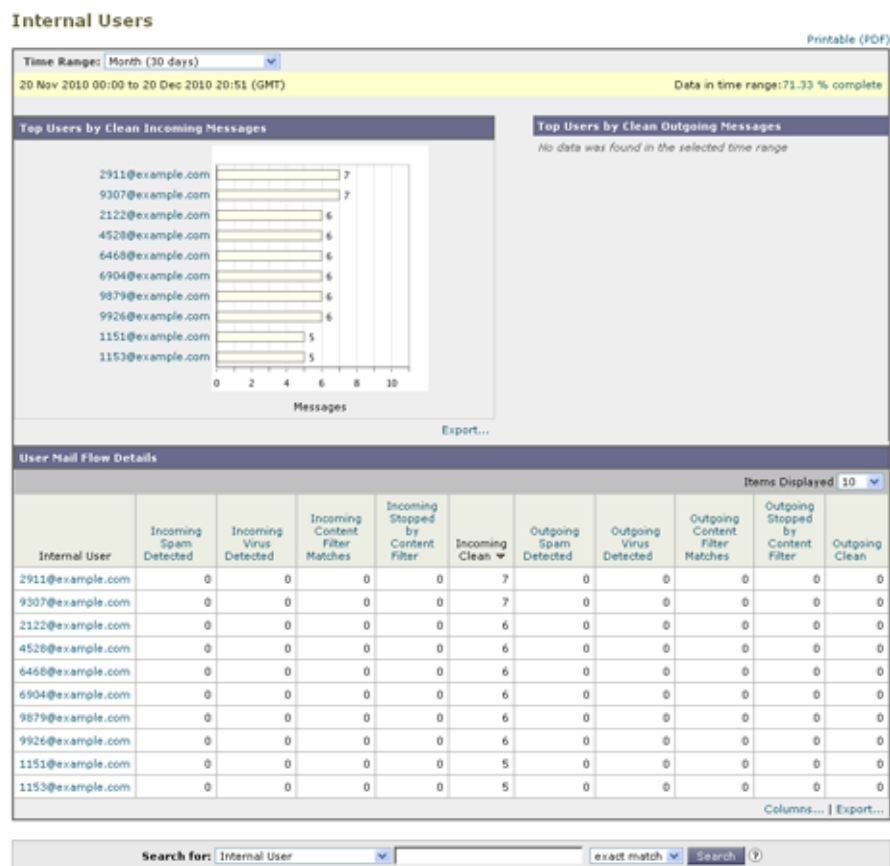 Internal Users
Printable (PDF)
Time Range: Month (30 days)
20 Nov 2010 00:00 to 20 Dec 2010 20:51 (GMT)
Data in time range:71.33 % complete
Top Users by Clean Incoming Messages
2911@example.com 7
9307@example.com 7
2122@example.com 6
4528@example.com 6
6468@example.com 6
6904@example.com 6
9879@example.com 6
9926@example.com 6
1151@example.com 5
1153@example.com 5
0 2 4 6 8 10
Messages
Export...
Top Users by Clean Outgoing Messages
No data was found in the selected time range
User Mail Flow Details
Items Displayed 10
Internal User
Incoming Spam Detected
Incoming Virus Detected
Incoming Content Filter Matches
Incoming Stopped by Content Filter
Incoming Clean
Outgoing Spam Detected
Outgoing Virus Detected
Outgoing Content Filter Matches
Outgoing Stopped by Content Filter
Outgoing Clean
2911@example.com 0 0 0 0 7 0 0 0 0 0
9307@example.com 0 0 0 0 7 0 0 0 0 0
2122@example.com 0 0 0 0 6 0 0 0 0 0
4528@example.com 0 0 0 0 6 0 0 0 0 0
6468@example.com 0 0 0 0 6 0 0 0 0 0
6904@example.com 0 0 0 0 6 0 0 0 0 0
9879@example.com 0 0 0 0 6 0 0 0 0 0
9926@example.com 0 0 0 0 6 0 0 0 0 0
1151@example.com 0 0 0 0 5 0 0 0 0 0
1153@example.com 0 0 0 0 5 0 0 0 0 0
Columns... | Export...
Search for: Internal User exact match Search ?